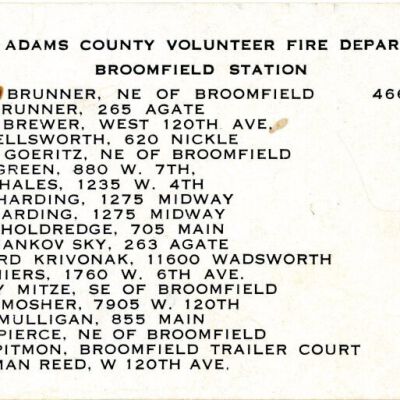 ADAMS COUNTY VOLUNTEER FIRE DEPAR
BROOMFIELD STATION
BRUNNER, NE OF BROOMFIELD 466
RUNNER, 265 AGATE
BREWER, WEST 120TH AVE.
ELLSWORTH, 620 NICKLE
GOERITZ, NE OF BROOMFIELD
GREEN, 880 W. 7TH,
HALES, 1235 W. 4TH
HARDING, 1275 MIDWAY
ARDING, 1275 MIDWAY
HOLDREDGE, 705 MAIN
ANKOV SKY, 263 AGATE
RD KRIVONAK, 11600 WADSWORTH
IERS, 1760 W. 6TH AVE.
Y MITZE, SE OF BROOMFIELD
MOSHER, 7905 W. 120TH
MULLIGAN, 855 MAIN
PIERCE, NE OF BROOMFIELD
PITMON, BROOMFIELD TRAILER COURT
MAN REED, W 120TH AVE.